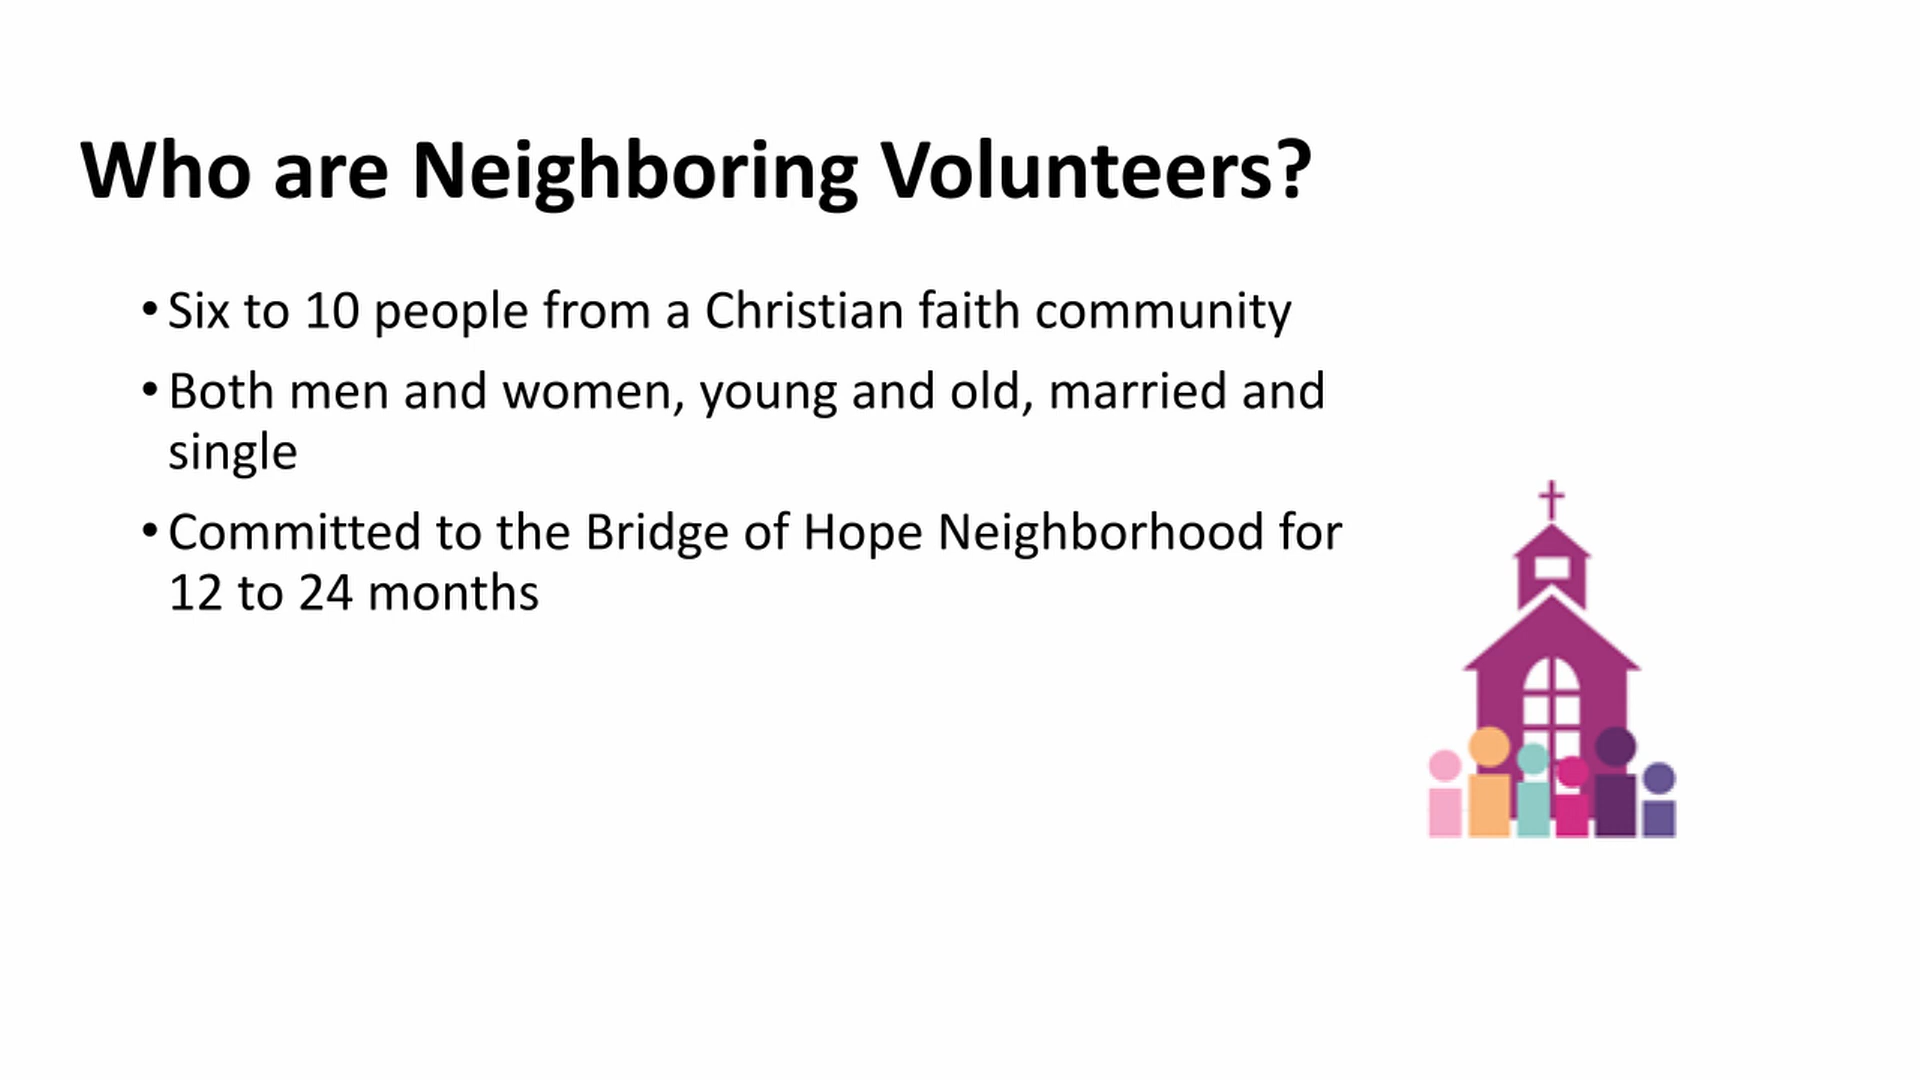 Who are Neighboring Volunteers?
• Six to 10 people from a Christian faith community
• Both men and women, young and old, married and
single
• Committed to the Bridge of Hope Neighborhood for
12 to 24 months